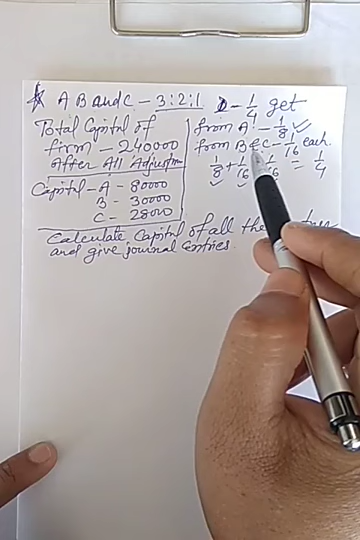 A B and C - 3:2:1 D - 1/4 get
Total Capital of
firm - 240000
After All Adjustm
Capital - A - 80000
B - 30000
C - 28000
from A - 1/8 ✓
from B & C - 1/16 each.
1/8 + 1/16 + 1/16 = 1/4
Calculate Capital of all the
and give journal Entries.